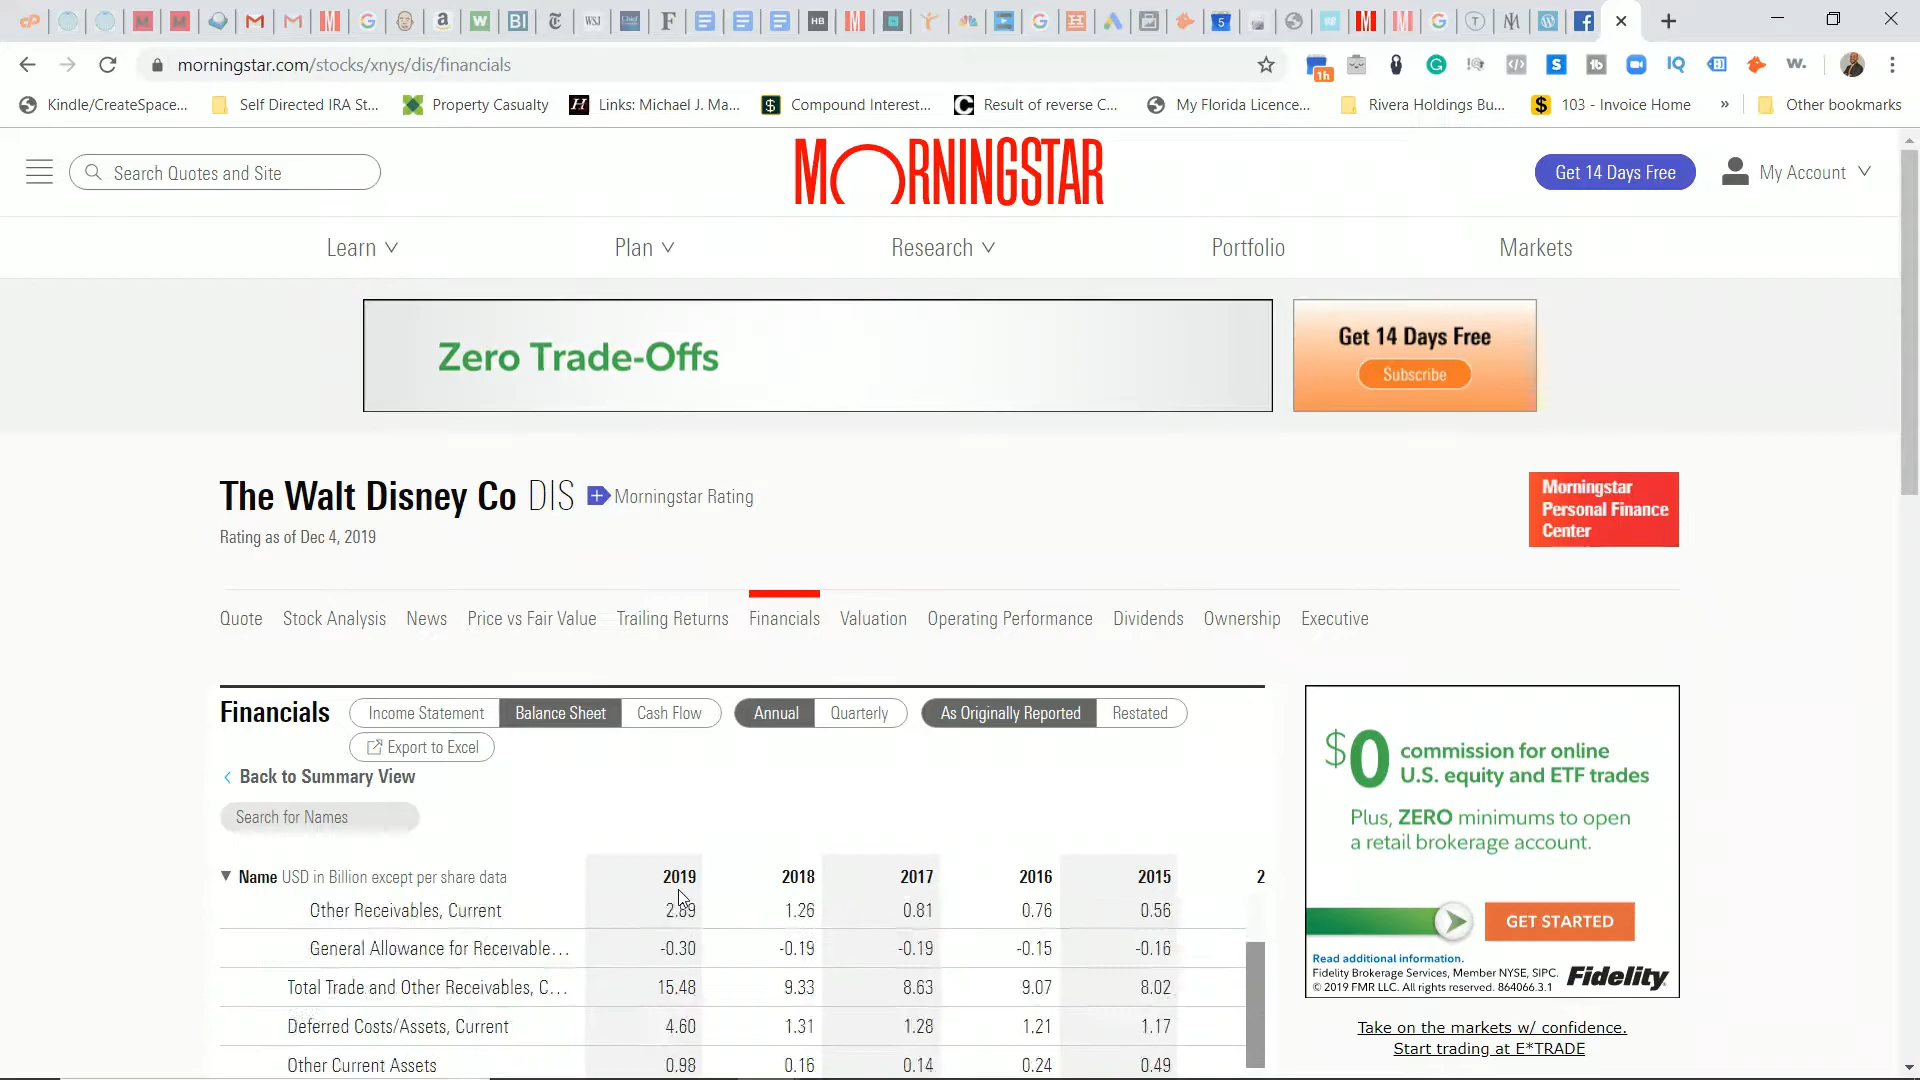 morningstar.com/stocks/xnys/dis/financials
1h
Kindle/CreateSpace...
Self Directed IRA St...
Property Casualty
Links: Michael J. Ma...
Compound Interest...
Result of reverse C...
My Florida Licence...
Rivera Holdings Bu...
103 - Invoice Home
»
Other bookmarks
Search Quotes and Site
MORNINGSTAR
Get 14 Days Free
My Account
Learn
Plan
Research
Portfolio
Markets
Zero Trade-Offs
Get 14 Days Free
Subscribe
The Walt Disney Co DIS
Morningstar Rating
Rating as of Dec 4, 2019
Morningstar
Personal Finance
Center
Quote Stock Analysis News Price vs Fair Value Trailing Returns Financials Valuation Operating Performance Dividends Ownership Executive
Financials
Income Statement Balance Sheet Cash Flow
Annual Quarterly
As Originally Reported Restated
Export to Excel
Back to Summary View
Search for Names
Name USD in Billion except per share data 2019 2018 2017 2016 2015 2
Other Receivables, Current 2.89 1.26 0.81 0.76 0.56
General Allowance for Receivable... -0.30 -0.19 -0.19 -0.15 -0.16
Total Trade and Other Receivables, C... 15.48 9.33 8.63 9.07 8.02
Deferred Costs/Assets, Current 4.60 1.31 1.28 1.21 1.17
Other Current Assets 0.98 0.16 0.14 0.24 0.49
$0 commission for online
U.S. equity and ETF trades
Plus, ZERO minimums to open
a retail brokerage account.
GET STARTED
Read additional information.
Fidelity Brokerage Services, Member NYSE, SIPC.
© 2019 FMR LLC. All rights reserved. 864066.3.1
Fidelity
Take on the markets w/ confidence.
Start trading at E*TRADE